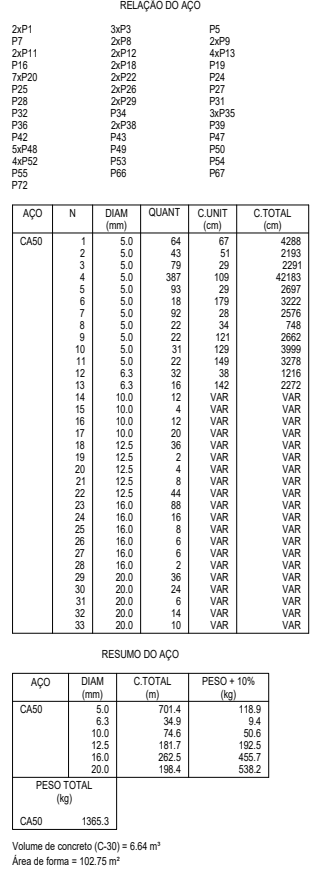 RELAÇÃO DO AÇO
2xP1 3xP3 P5
P7 2xP8 2xP9
2xP11 2xP12 4xP13
P16 2xP18 P19
7xP20 2xP22 P24
P25 2xP26 P27
P28 2xP29 P31
P32 P34 3xP35
P36 2xP38 P39
P42 P43 P47
5xP48 P49 P50
4xP52 P53 P54
P55 P66 P67
P72
AÇO N DIAM QUANT C.UNIT C.TOTAL
(mm) (cm) (cm)
CA50 1 5.0 64 67 4288
2 5.0 43 51 2193
3 5.0 79 29 2291
4 5.0 387 109 42183
5 5.0 93 29 2697
6 5.0 18 179 3222
7 5.0 92 28 2576
8 5.0 22 34 748
9 5.0 22 121 2662
10 5.0 31 129 3999
11 5.0 22 149 3278
12 6.3 32 38 1216
13 6.3 16 142 2272
14 10.0 12 VAR VAR
15 10.0 4 VAR VAR
16 10.0 12 VAR VAR
17 10.0 20 VAR VAR
18 12.5 36 VAR VAR
19 12.5 2 VAR VAR
20 12.5 4 VAR VAR
21 12.5 8 VAR VAR
22 12.5 44 VAR VAR
23 16.0 88 VAR VAR
24 16.0 16 VAR VAR
25 16.0 8 VAR VAR
26 16.0 6 VAR VAR
27 16.0 6 VAR VAR
28 16.0 2 VAR VAR
29 20.0 36 VAR VAR
30 20.0 24 VAR VAR
31 20.0 6 VAR VAR
32 20.0 14 VAR VAR
33 20.0 10 VAR VAR
RESUMO DO AÇO
AÇO DIAM C.TOTAL PESO + 10%
(mm) (m) (kg)
CA50 5.0 701.4 118.9
6.3 34.9 9.4
10.0 74.6 50.6
12.5 181.7 192.5
16.0 262.5 455.7
20.0 198.4 538.2
PESO TOTAL
(kg)
CA50 1365.3
Volume de concreto (C-30) = 6.64 m³
Área de forma = 102.75 m²